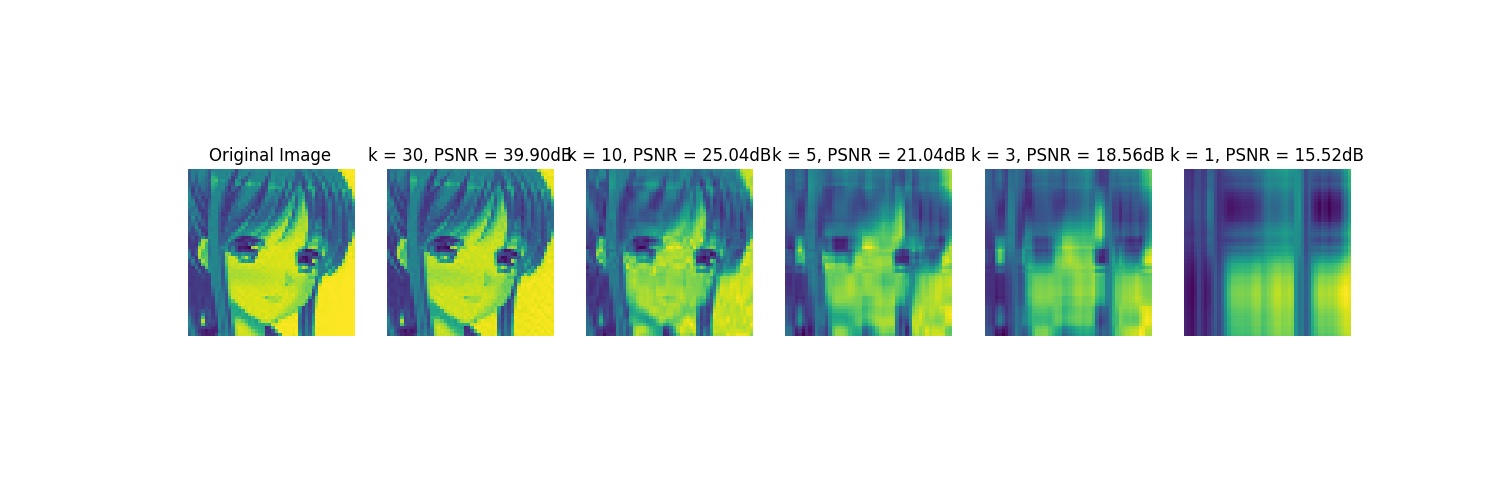 Original Image k = 30, PSNR = 39.90dB k = 10, PSNR = 25.04dB k = 5, PSNR = 21.04dB k = 3, PSNR = 18.56dB k = 1, PSNR = 15.52dB